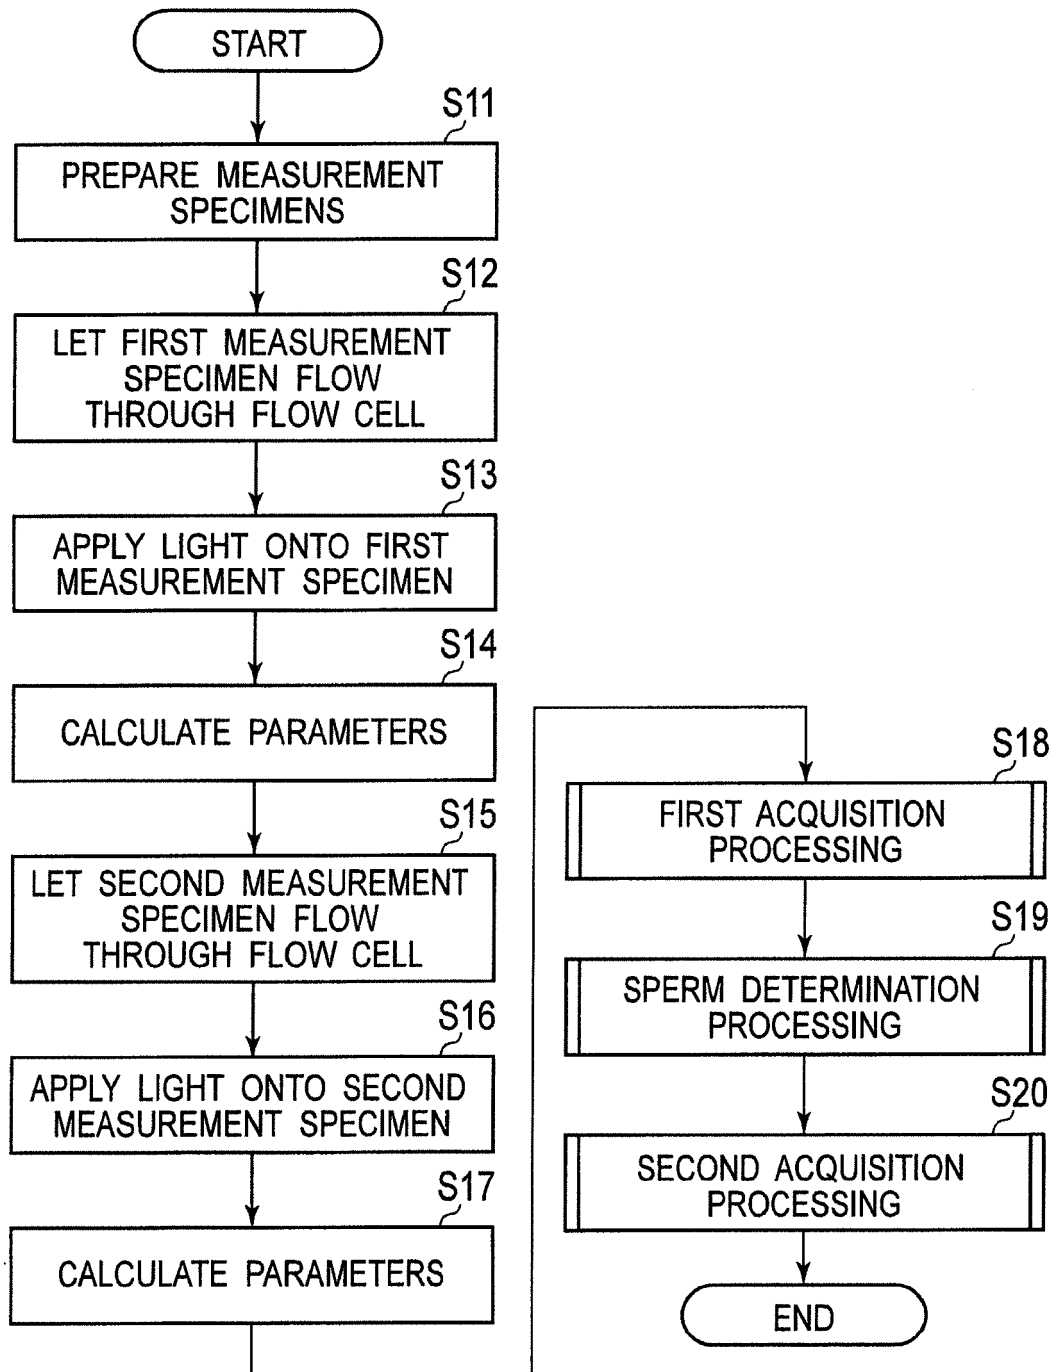 START
S11
PREPARE MEASUREMENT
SPECIMENS
S12
LET FIRST MEASUREMENT
SPECIMEN FLOW
THROUGH FLOW CELL
S13
APPLY LIGHT ONTO FIRST
MEASUREMENT SPECIMEN
S14
CALCULATE PARAMETERS
S15
LET SECOND MEASUREMENT
SPECIMEN FLOW
THROUGH FLOW CELL
S16
APPLY LIGHT ONTO SECOND
MEASUREMENT SPECIMEN
S17
CALCULATE PARAMETERS
S18
FIRST ACQUISITION
PROCESSING
S19
SPERM DETERMINATION
PROCESSING
S20
SECOND ACQUISITION
PROCESSING
END